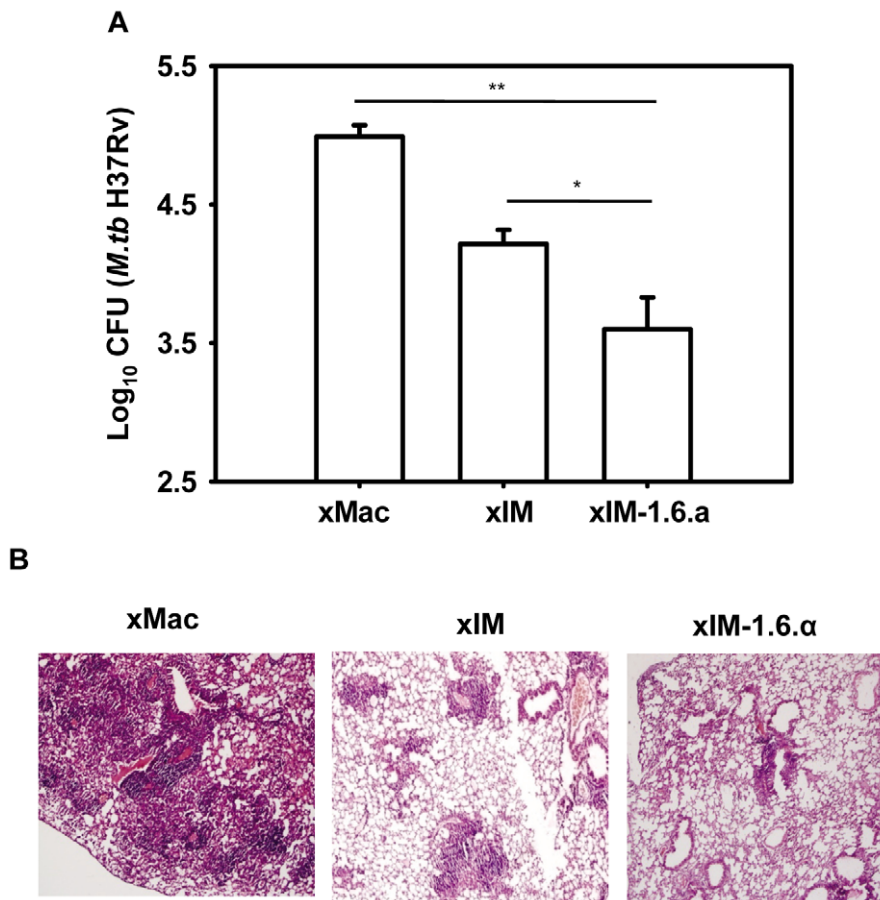 A
5.5
**
4.5
*
3.5
2.5
Log₁₀ CFU (M.tb H37Rv)
xMac xIM xIM-1.6.a
B
xMac xIM xIM-1.6.α